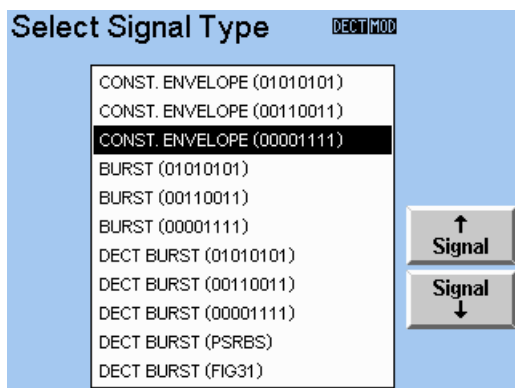 Select Signal Type DECT MOD
CONST. ENVELOPE (01010101)
CONST. ENVELOPE (00110011)
CONST. ENVELOPE (00001111)
BURST (01010101)
BURST (00110011)
BURST (00001111)
DECT BURST (01010101)
DECT BURST (00110011)
DECT BURST (00001111)
DECT BURST (PSRBS)
DECT BURST (FIG31)
↑
Signal
Signal
↓